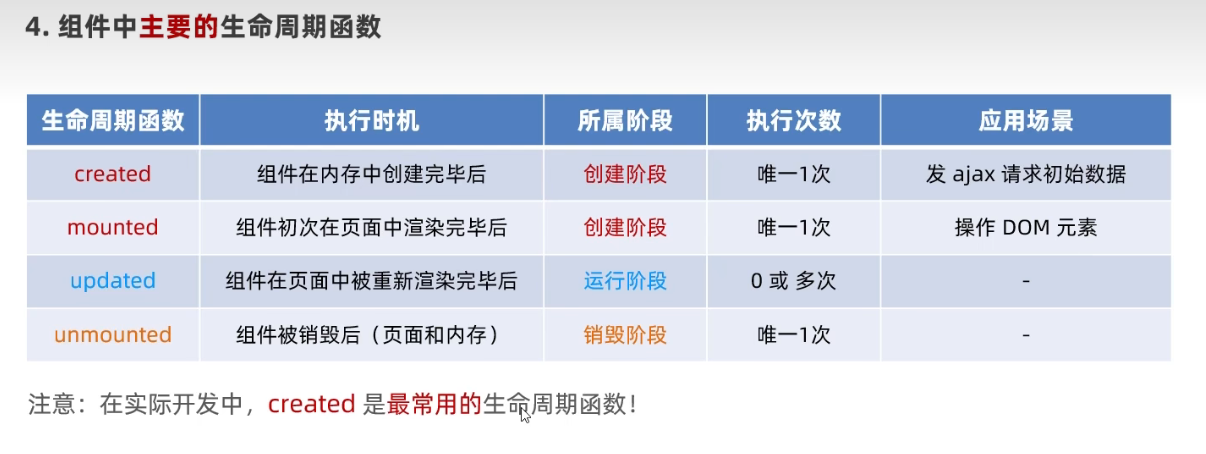 4. 组件中主要的生命周期函数
生命周期函数 执行时机 所属阶段 执行次数 应用场景
created 组件在内存中创建完毕后 创建阶段 唯一1次 发 ajax 请求初始数据
mounted 组件初次在页面中渲染完毕后 创建阶段 唯一1次 操作 DOM 元素
updated 组件在页面中被重新渲染完毕后 运行阶段 0 或 多次 -
unmounted 组件被销毁后（页面和内存） 销毁阶段 唯一1次 -
注意：在实际开发中，created 是最常用的生命周期函数！